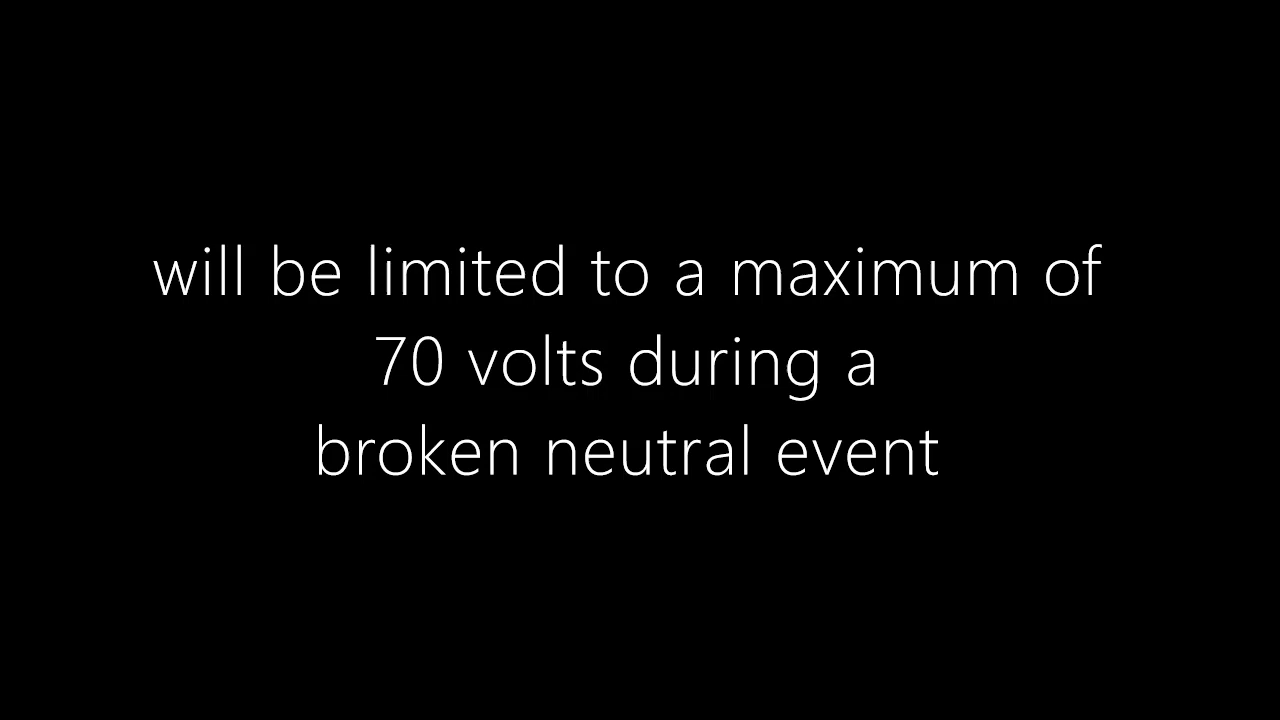 will be limited to a maximum of
70 volts during a
broken neutral event